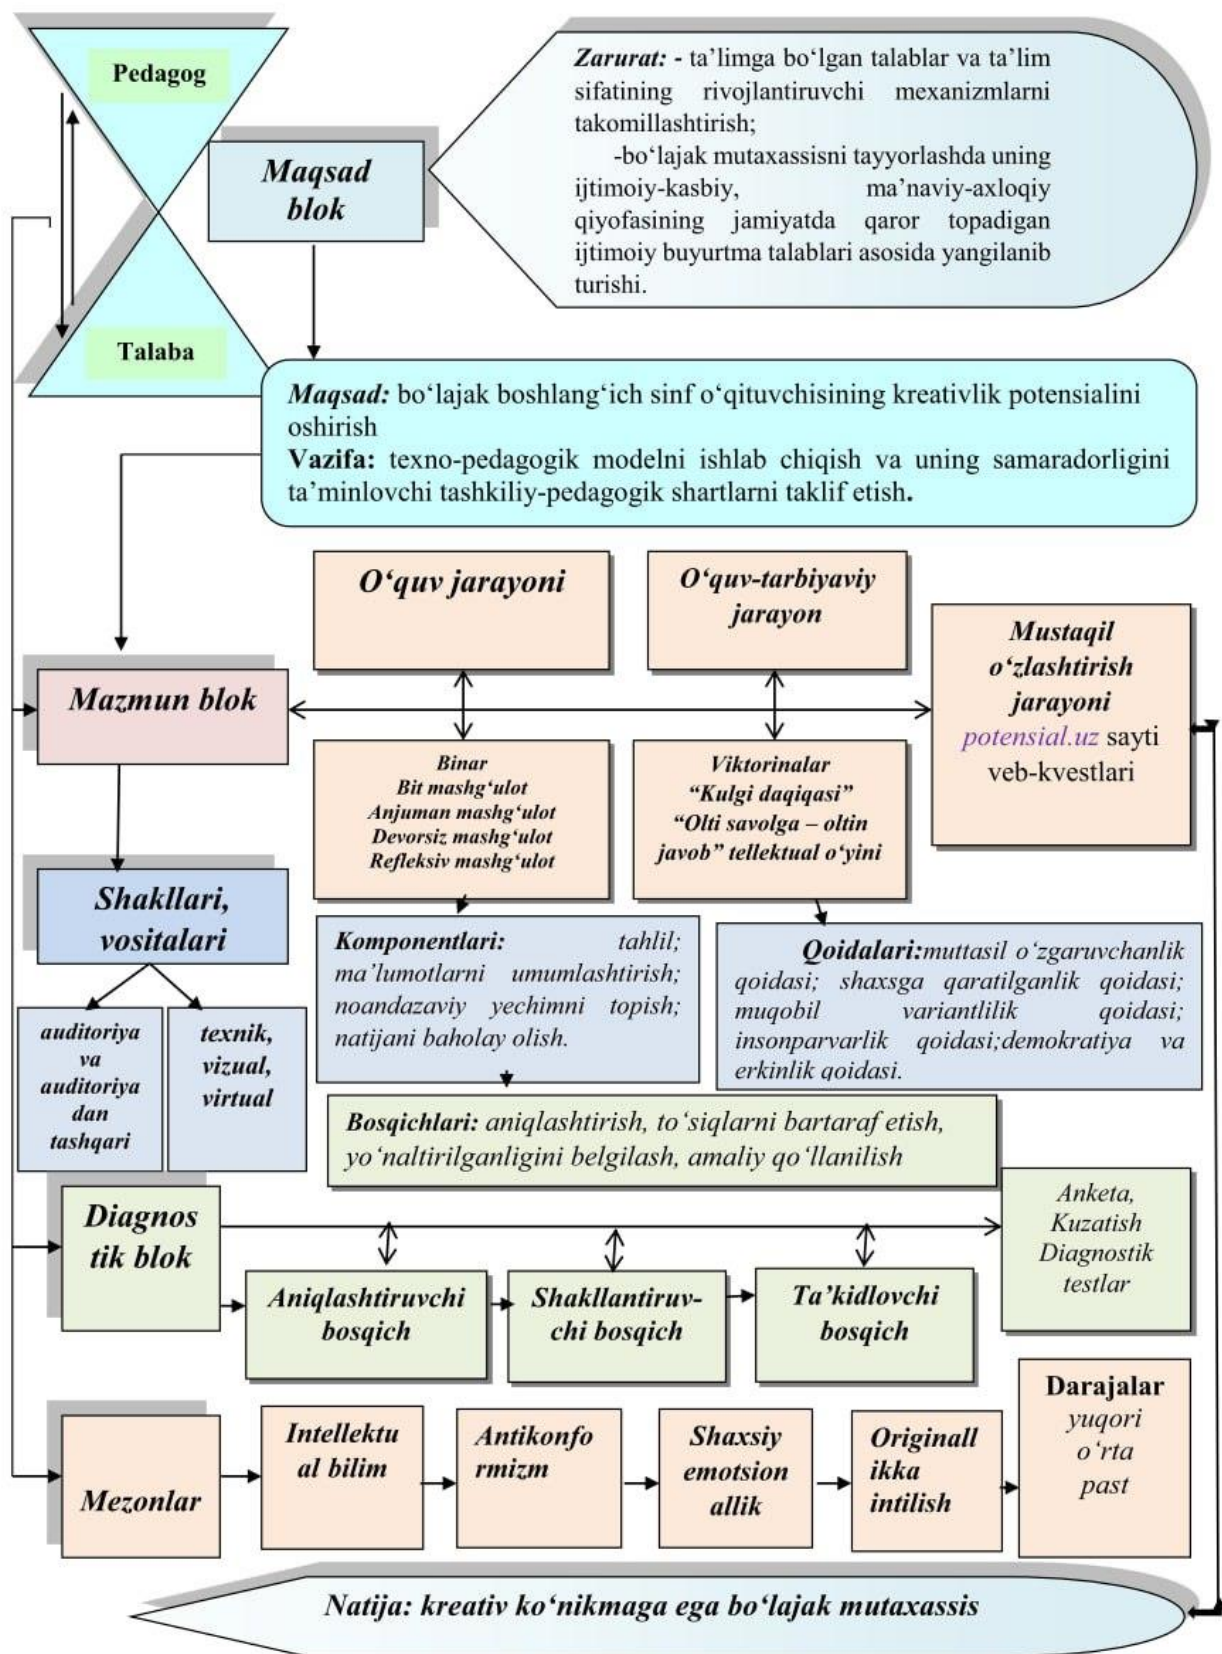 Pedagog
Talaba
Maqsad
blok
Zarurat: - ta’limga bo‘lgan talablar va ta’lim
sifatining rivojlantiruvchi mexanizmlarni
takomillashtirish;
-bo‘lajak mutaxassisni tayyorlashda uning
ijtimoiy-kasbiy, ma’naviy-axloqiy
qiyofasining jamiyatda qaror topadigan
ijtimoiy buyurtma talablari asosida yangilanib
turishi.
Maqsad: bo‘lajak boshlang‘ich sinf o‘qituvchisining kreativlik potensialini
oshirish
Vazifa: texno-pedagogik modelni ishlab chiqish va uning samaradorligini
ta’minlovchi tashkiliy-pedagogik shartlarni taklif etish.
O‘quv jarayoni
O‘quv-tarbiyaviy
jarayon
Mustaqil
o‘zlashtirish
jarayoni
potensial.uz sayti
veb-kvestlari
Mazmun blok
Binar
Bit mashg‘ulot
Anjuman mashg‘ulot
Devorsiz mashg‘ulot
Refleksiv mashg‘ulot
Viktorinalar
“Kulgi daqiqasi”
“Olti savolga – oltin
javob” tellektual o‘yini
Shakllari,
vositalari
auditoriya
va
auditoriya
dan
tashqari
texnik,
vizual,
virtual
Komponentlari: tahlil;
ma’lumotlarni umumlashtirish;
noandazaviy yechimni topish;
natijani baholay olish.
Qoidalari:muttasil o‘zgaruvchanlik
qoidasi; shaxsga qaratilganlik qoidasi;
muqobil variantlilik qoidasi;
insonparvarlik qoidasi;demokratiya va
erkinlik qoidasi.
Bosqichlari: aniqlashtirish, to‘siqlarni bartaraf etish,
yo‘naltirilganligini belgilash, amaliy qo‘llanilish
Diagnos
tik blok
Anketa,
Kuzatish
Diagnostik
testlar
Aniqlashtiruvchi
bosqich
Shakllantiruv-
chi bosqich
Ta’kidlovchi
bosqich
Mezonlar
Intellektu
al bilim
Antikonfo
rmizm
Shaxsiy
emotsion
allik
Originall
ikka
intilish
Darajalar
yuqori
o‘rta
past
Natija: kreativ ko‘nikmaga ega bo‘lajak mutaxassis